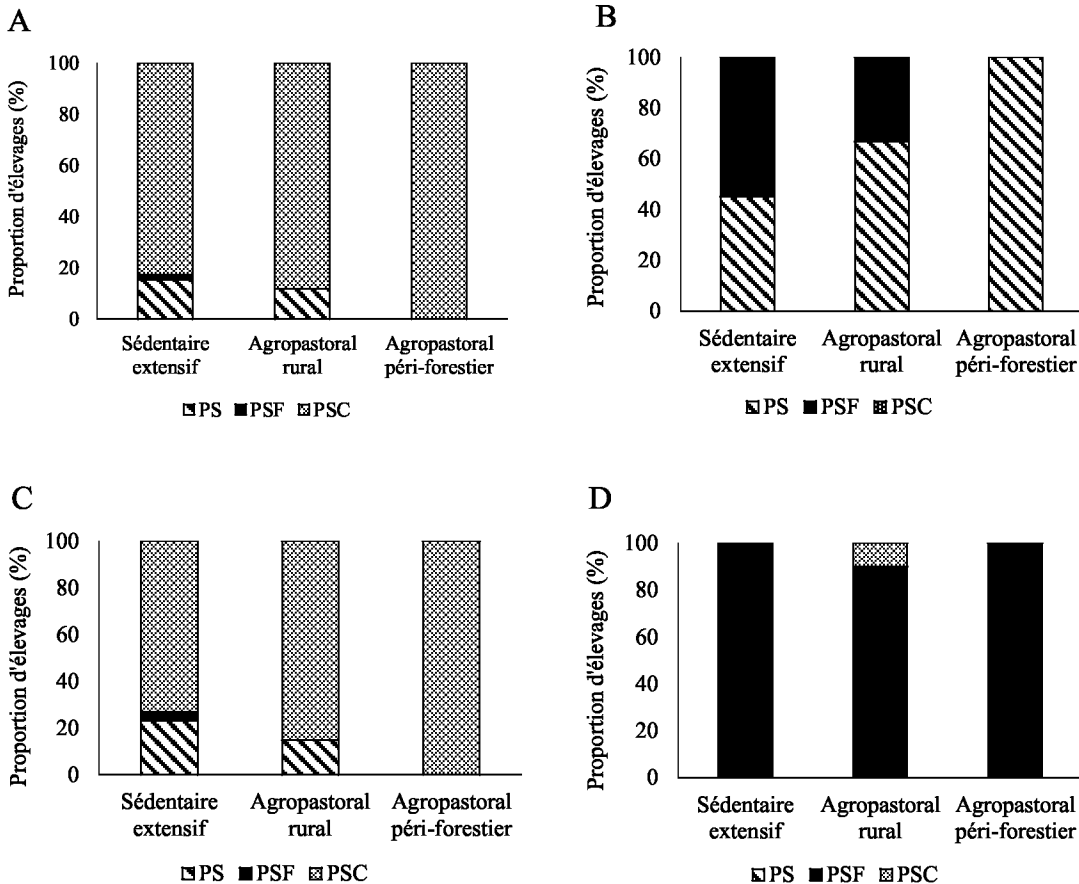 A
Proportion d'élevages (%)
100
80
60
40
20
0
Sédentaire extensif
Agropastoral rural
Agropastoral péri-forestier
PS PSF PSC
B
Proportion d'élevages (%)
100
80
60
40
20
0
Sédentaire extensif
Agropastoral rural
Agropastoral péri-forestier
PS PSF PSC
C
Proportion d'élevages (%)
100
80
60
40
20
0
Sédentaire extensif
Agropastoral rural
Agropastoral péri-forestier
PS PSF PSC
D
Proportion d'élevages (%)
100
80
60
40
20
0
Sédentaire extensif
Agropastoral rural
Agropastoral péri-forestier
PS PSF PSC